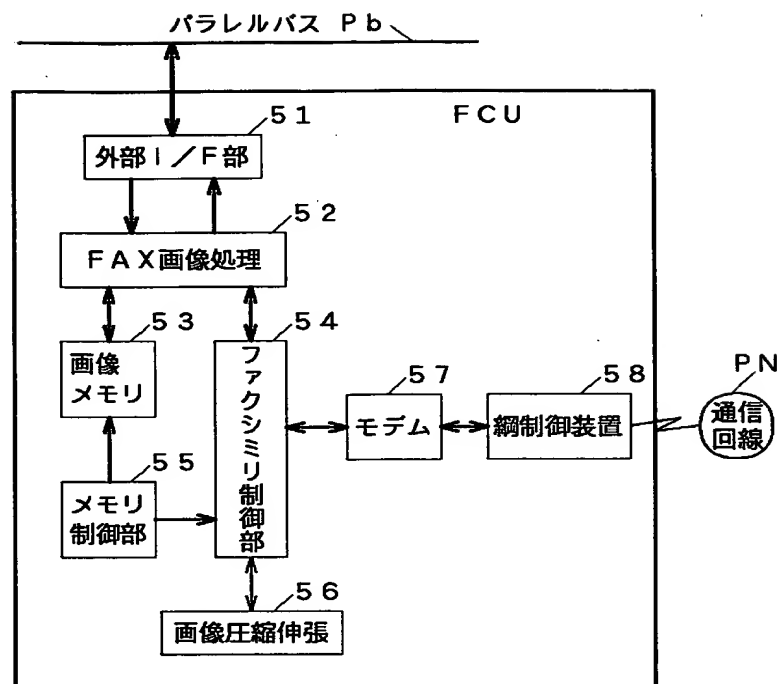 パラレルバス Pb
FCU
51
外部I/F部
52
FAX画像処理
53
画像
メモリ
54
ファクシミリ制御部
55
メモリ
制御部
56
画像圧縮伸張
57
モデム
58
綱制御装置
PN
通信
回線